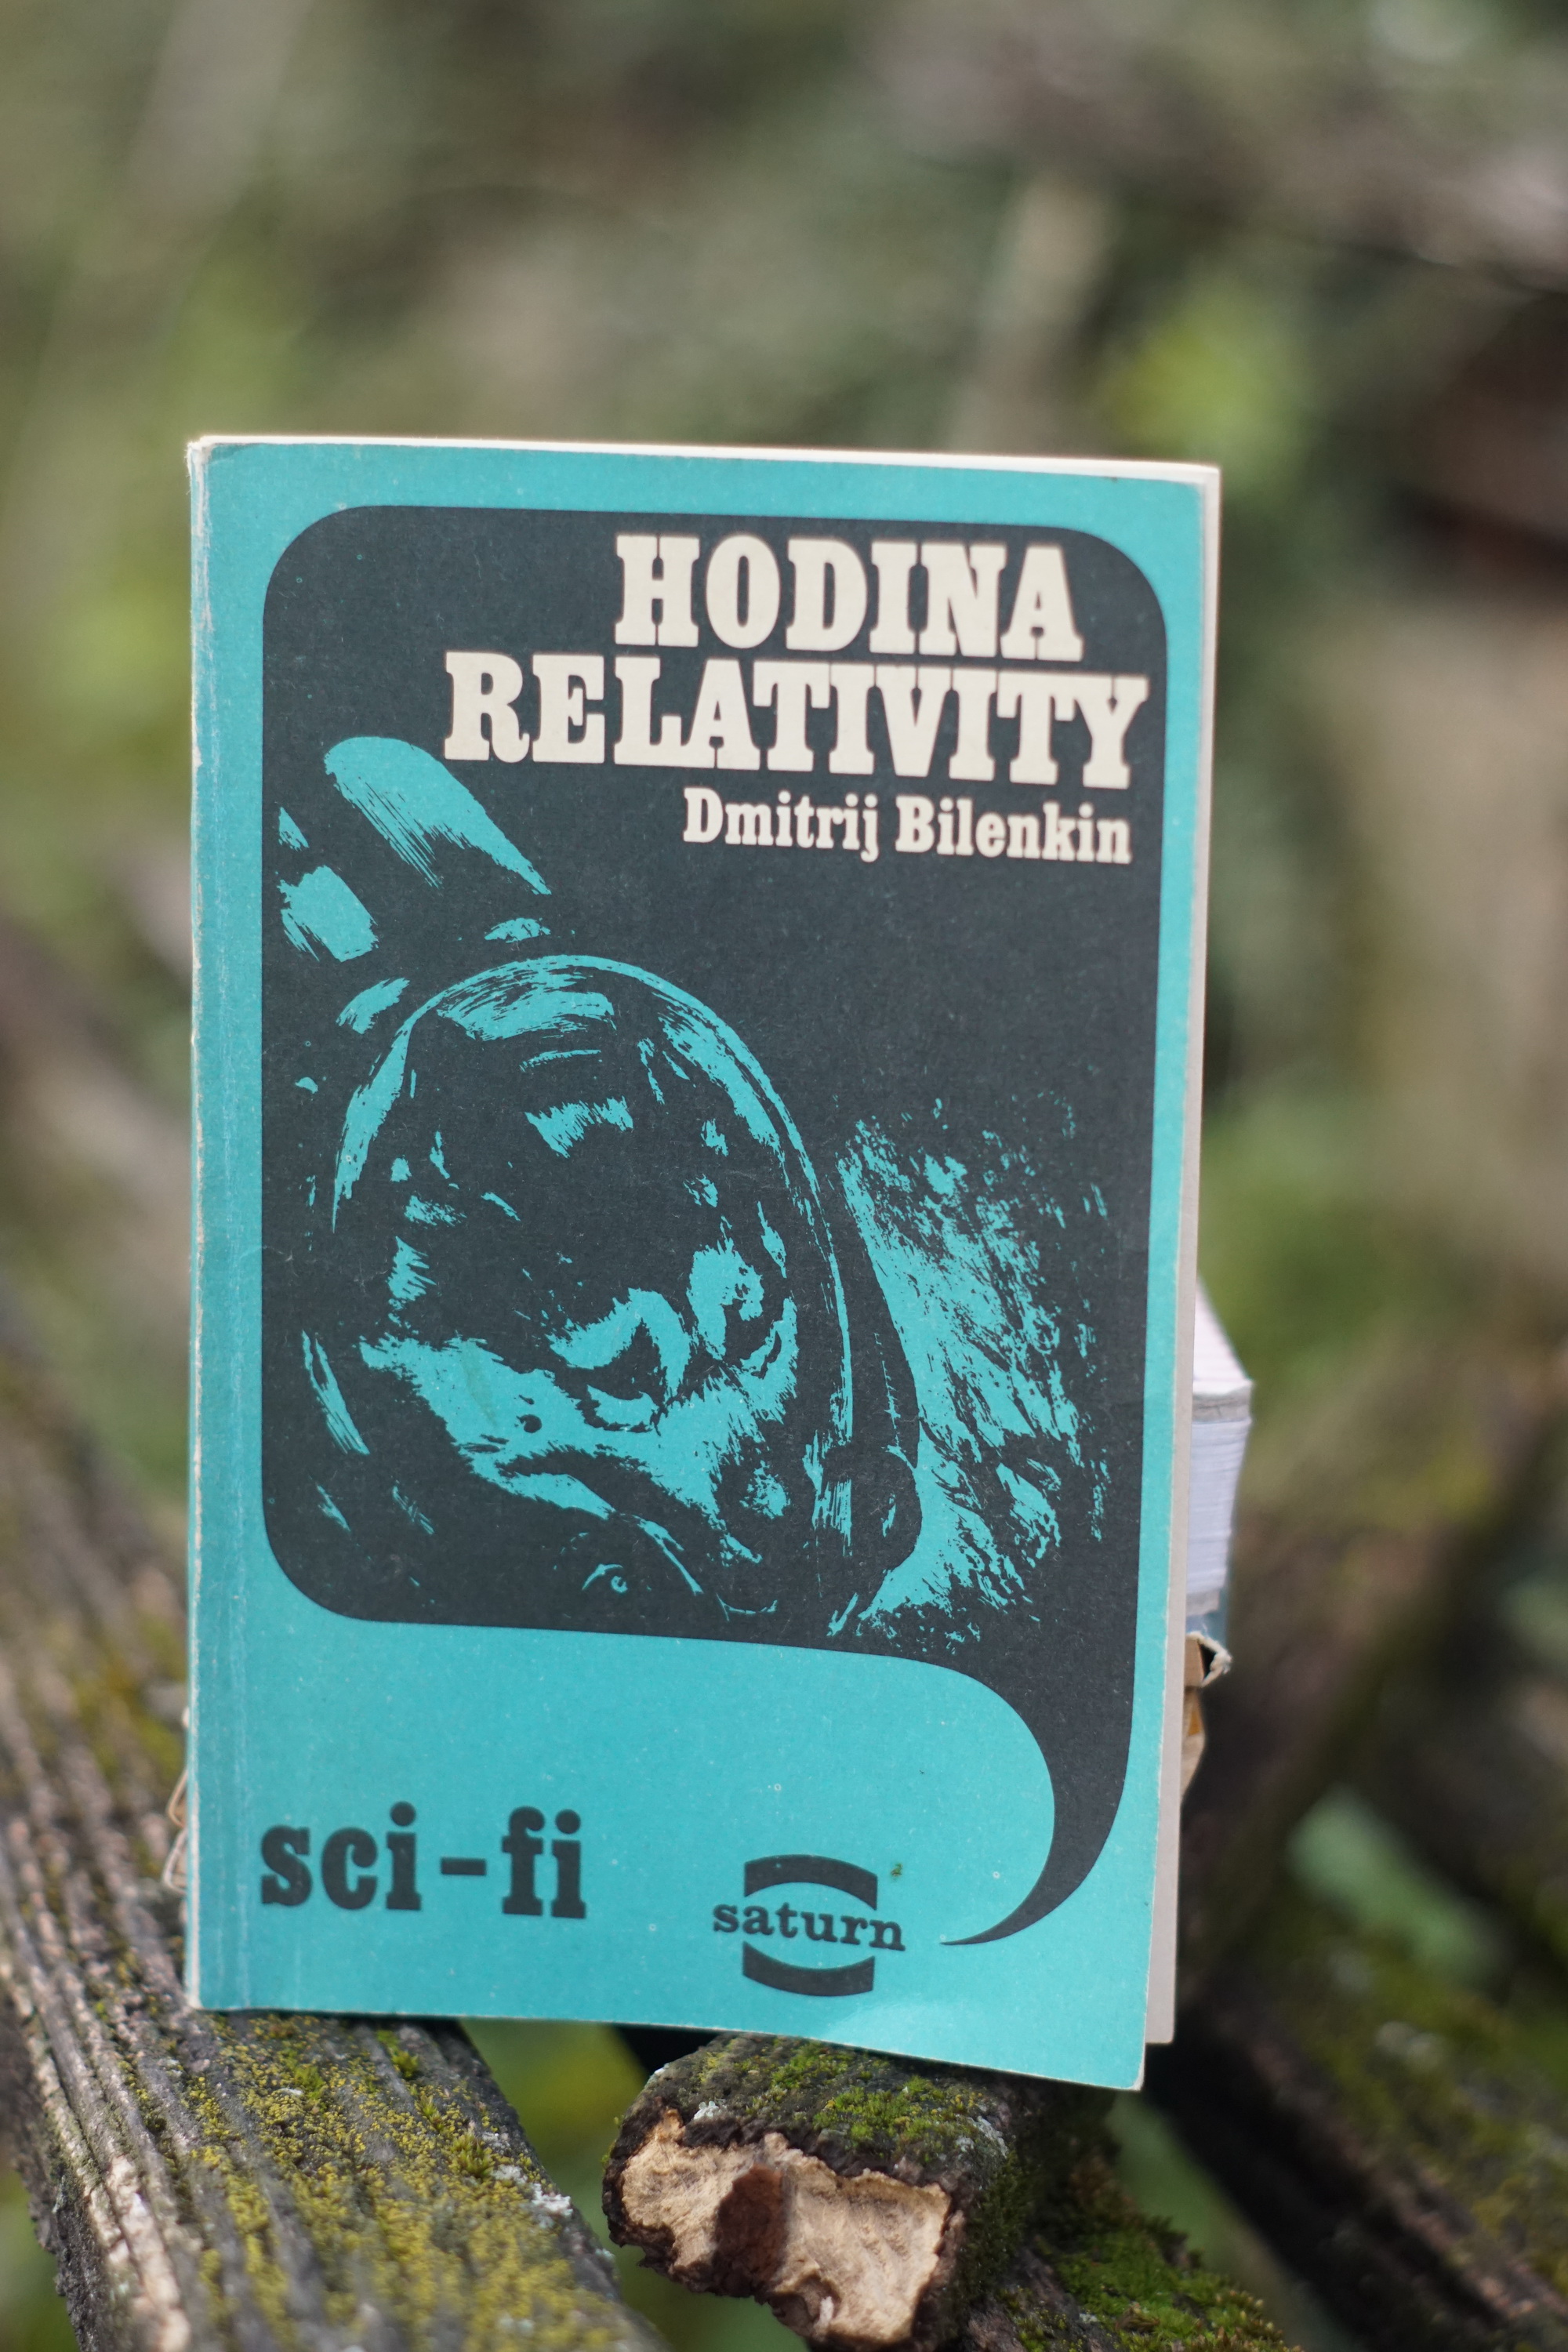 HODINA
RELATIVITY
Dmitrij Bilenkin
sci-fi
saturn